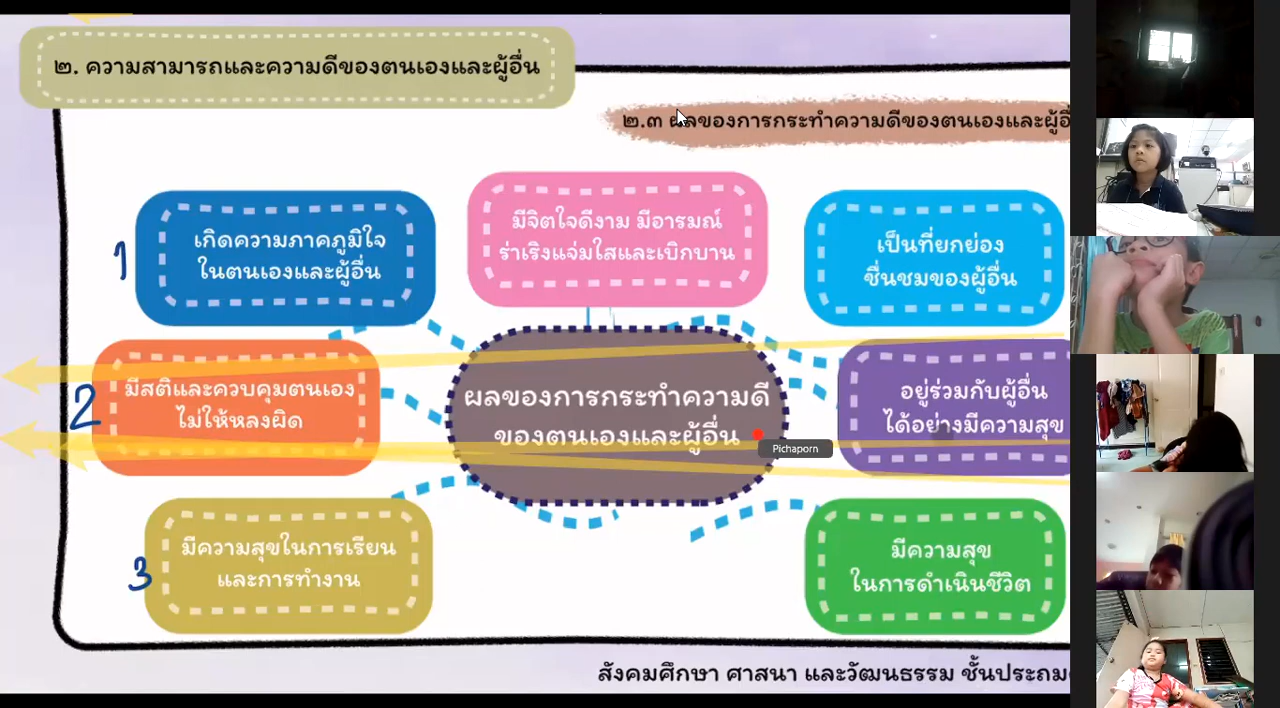 ๒. ความสามารถและความดีของตนเองและผู้อื่น
๒.๓ ผลของการกระทำความดีของตนเองและ
1
เกิดความภาคภูมิใจ
ในตนเองและผู้อื่น
มีจิตใจดีงาม มีอารมณ์
ร่าเริงแจ่มใสและเบิกบาน
เป็นที่ยกย่อง
ชื่นชมของผู้อื่น
2
มีสติและควบคุมตนเอง
ไม่ให้หลงผิด
ผลของการกระทำความดี
ของตนเองและผู้อื่น
Pichaporn
อยู่ร่วมกับผู้อื่น
ได้อย่างมีความสุข
3
มีความสุขในการเรียน
และการทำงาน
มีความสุข
ในการดำเนินชีวิต
สังคมศึกษา ศาสนา และวัฒนธรรม